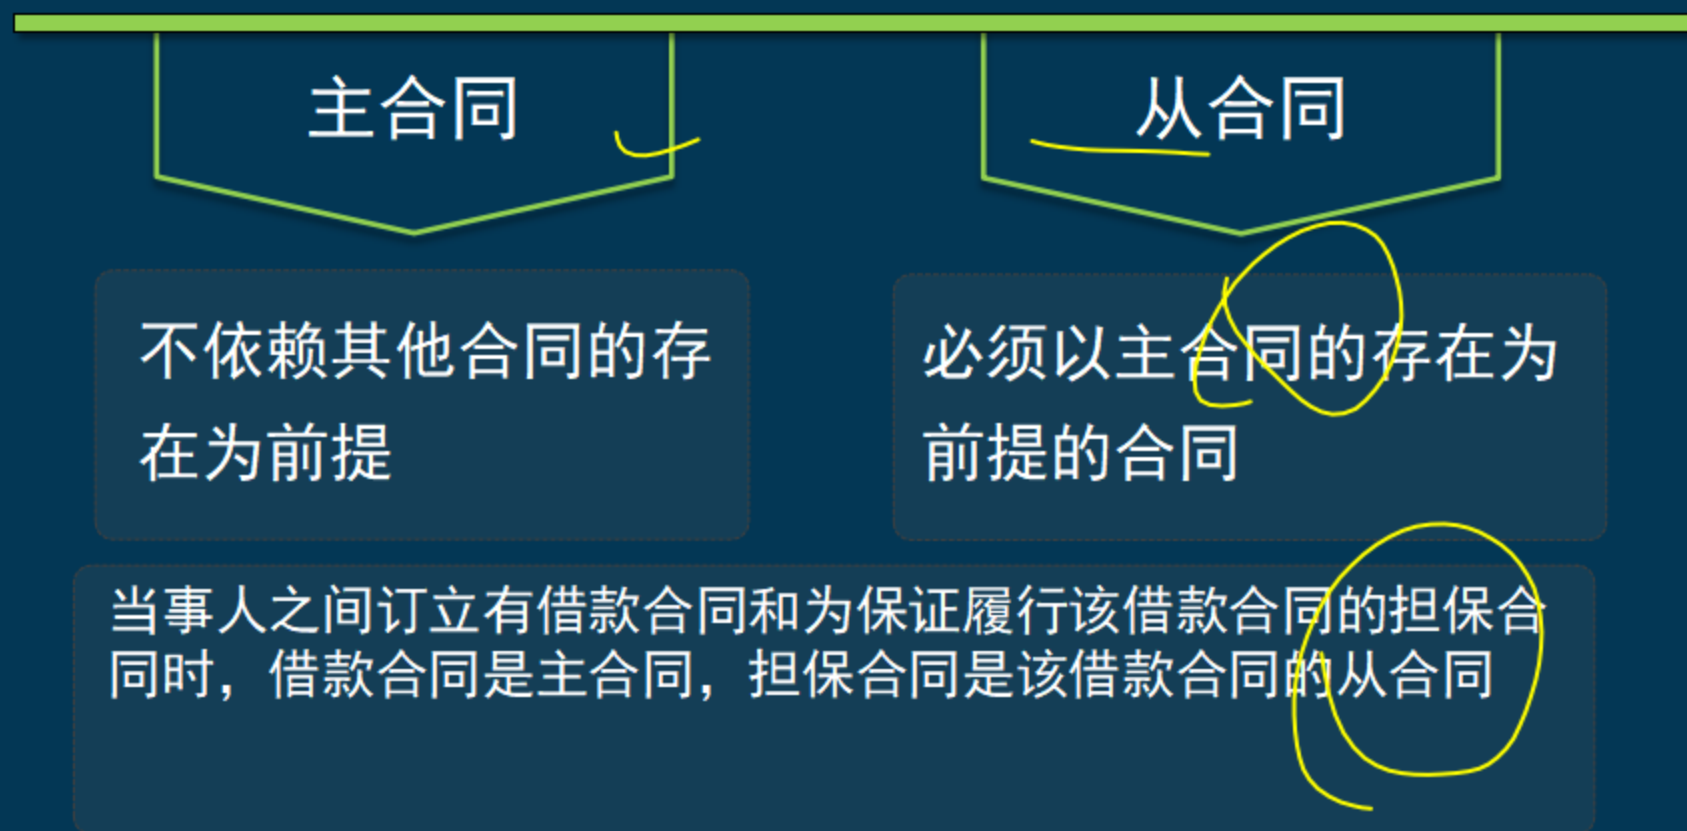 主合同
从合同
不依赖其他合同的存
在为前提
必须以主合同的存在为
前提的合同
当事人之间订立有借款合同和为保证履行该借款合同的担保合
同时，借款合同是主合同，担保合同是该借款合同的从合同